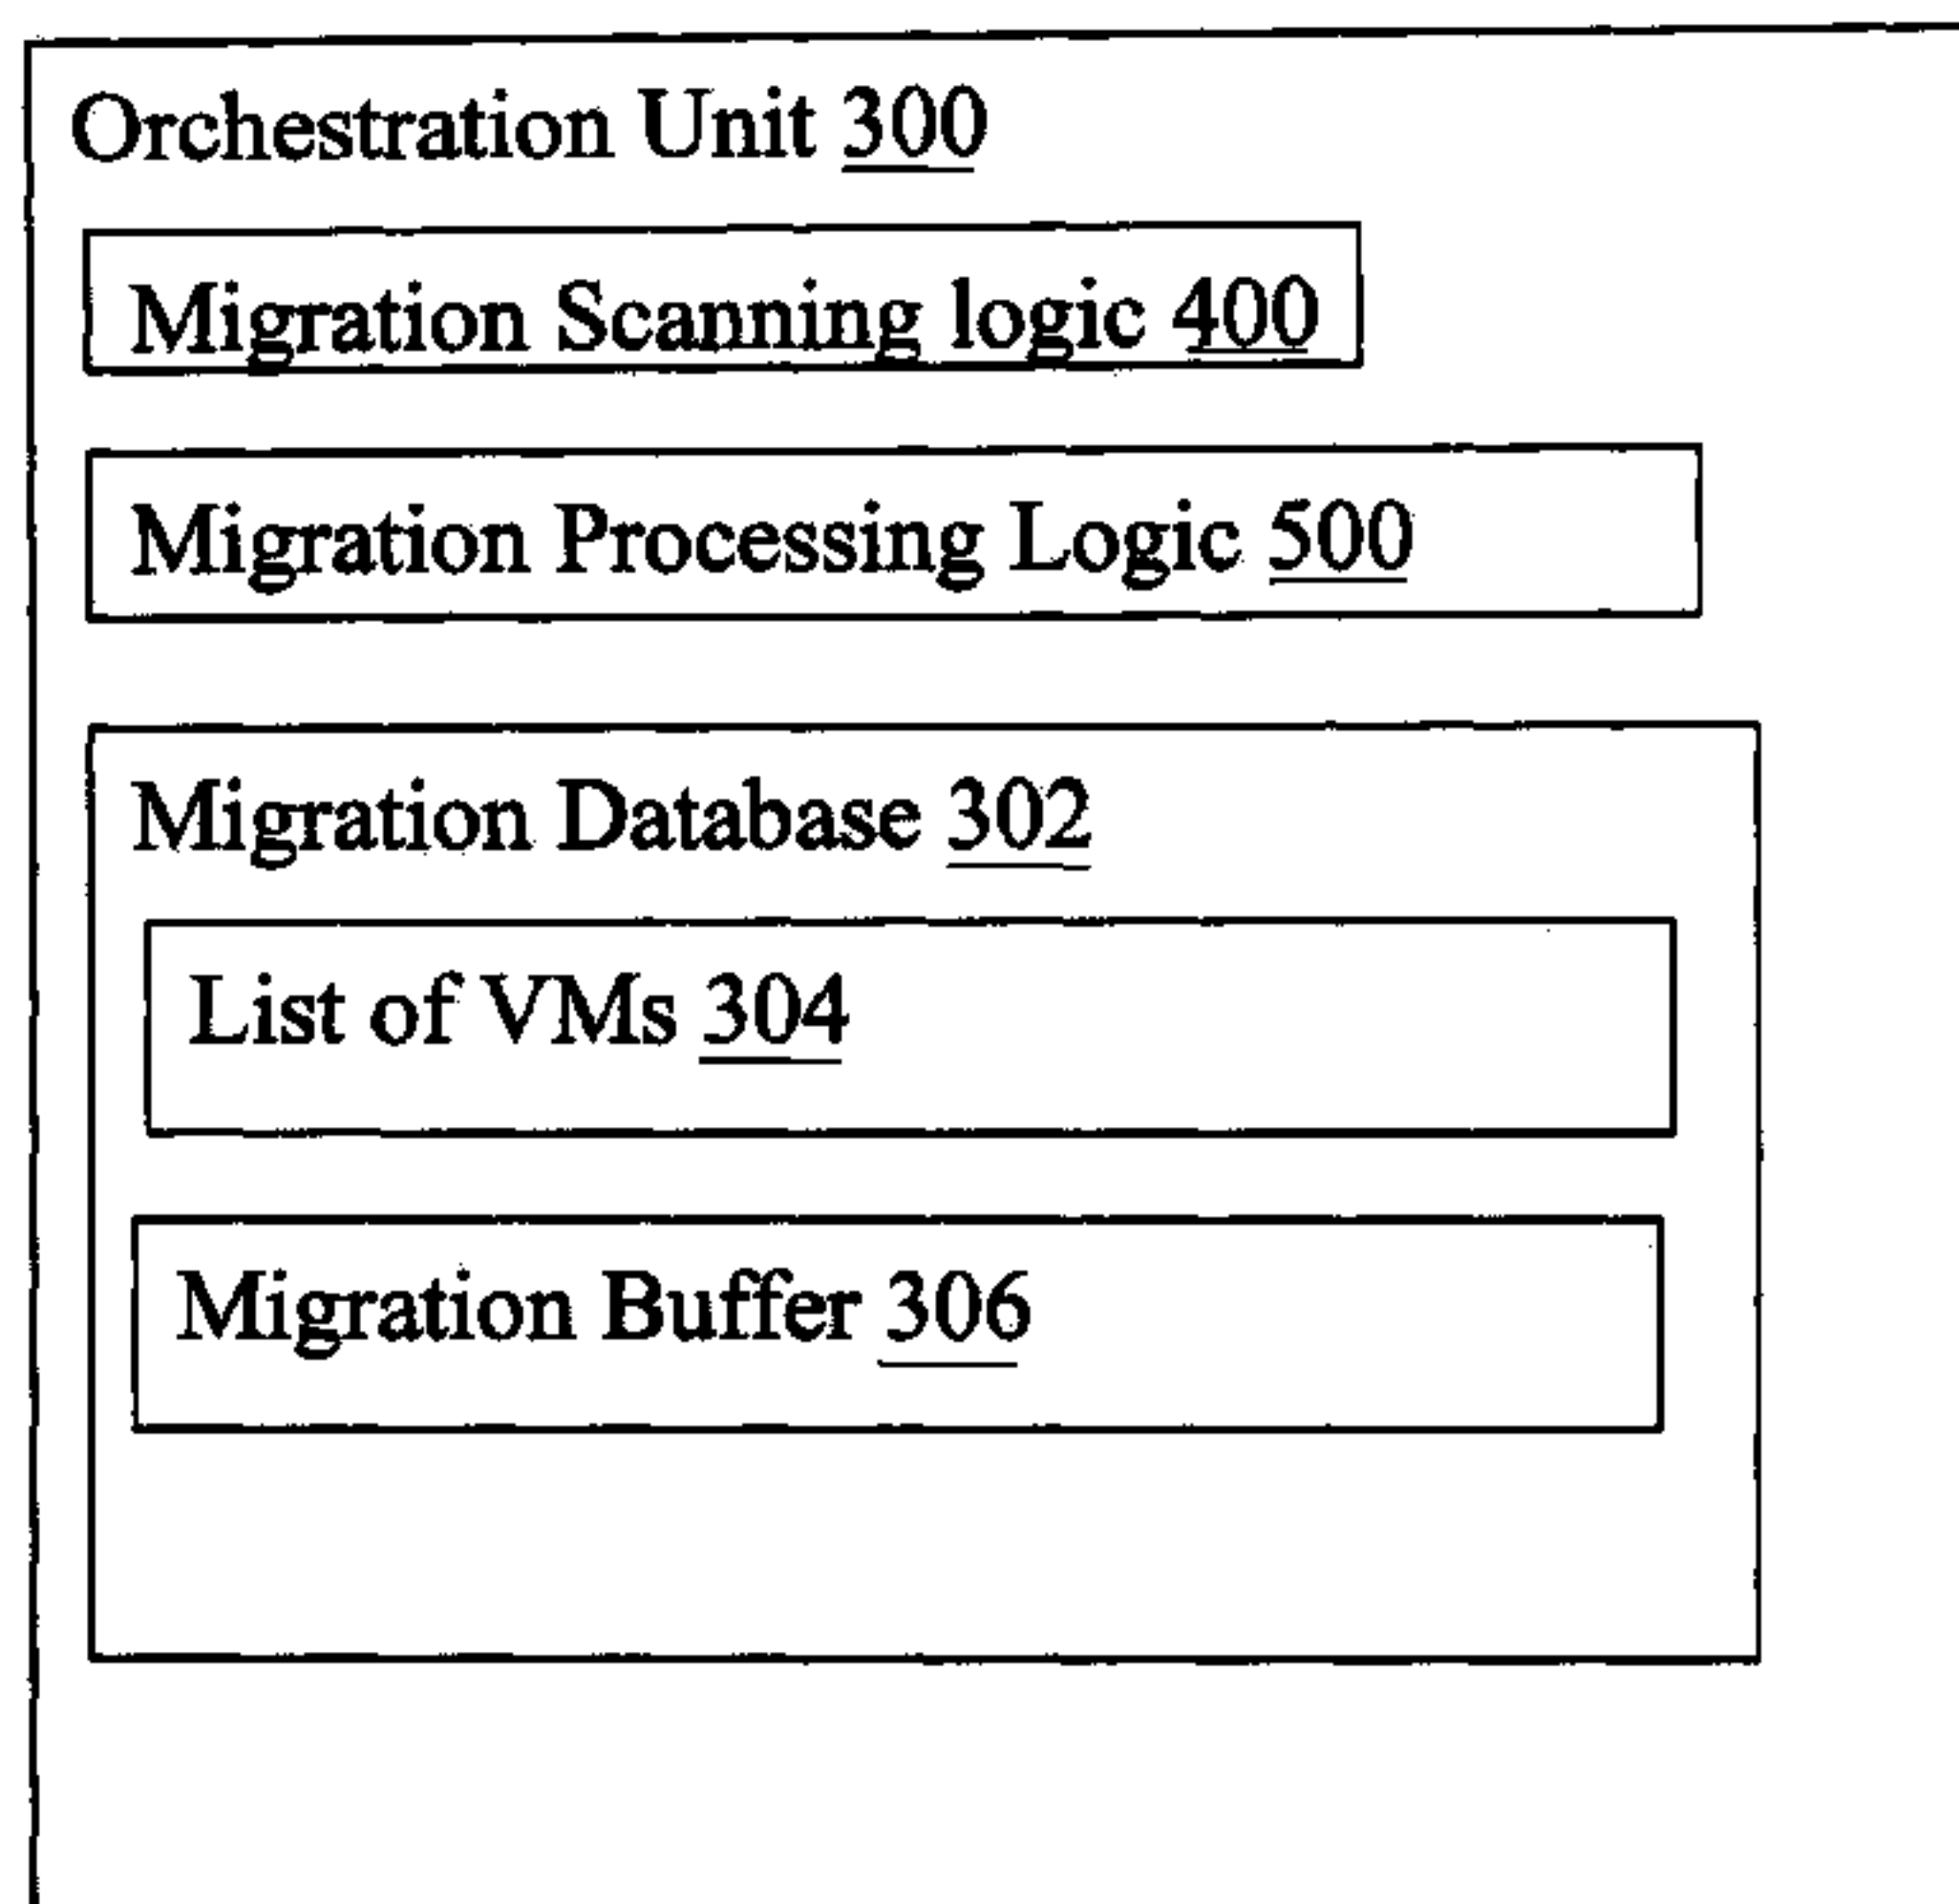 Orchestration Unit 300
Migration Scanning logic 400
Migration Processing Logic 500
Migration Database 302
List of VMs 304
Migration Buffer 306